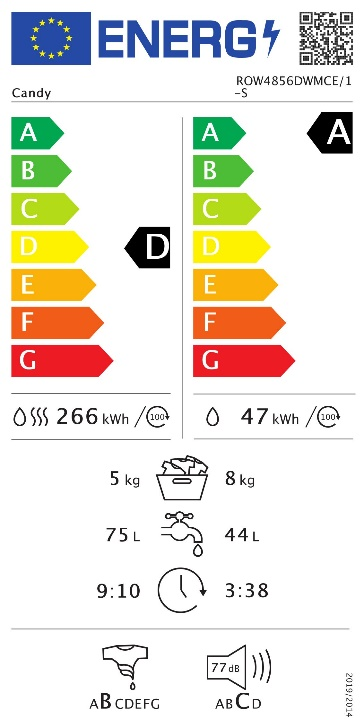 ENERG
Candy
ROW4856DWMCE/1
-S
A
B
C
D
E
F
G
D
A
B
C
D
E
F
G
A
266 kWh / 100
47 kWh / 100
5 kg
8 kg
75 L
44 L
9:10
3:38
ABCDEFG
77 dB
ABCD
2019/2014